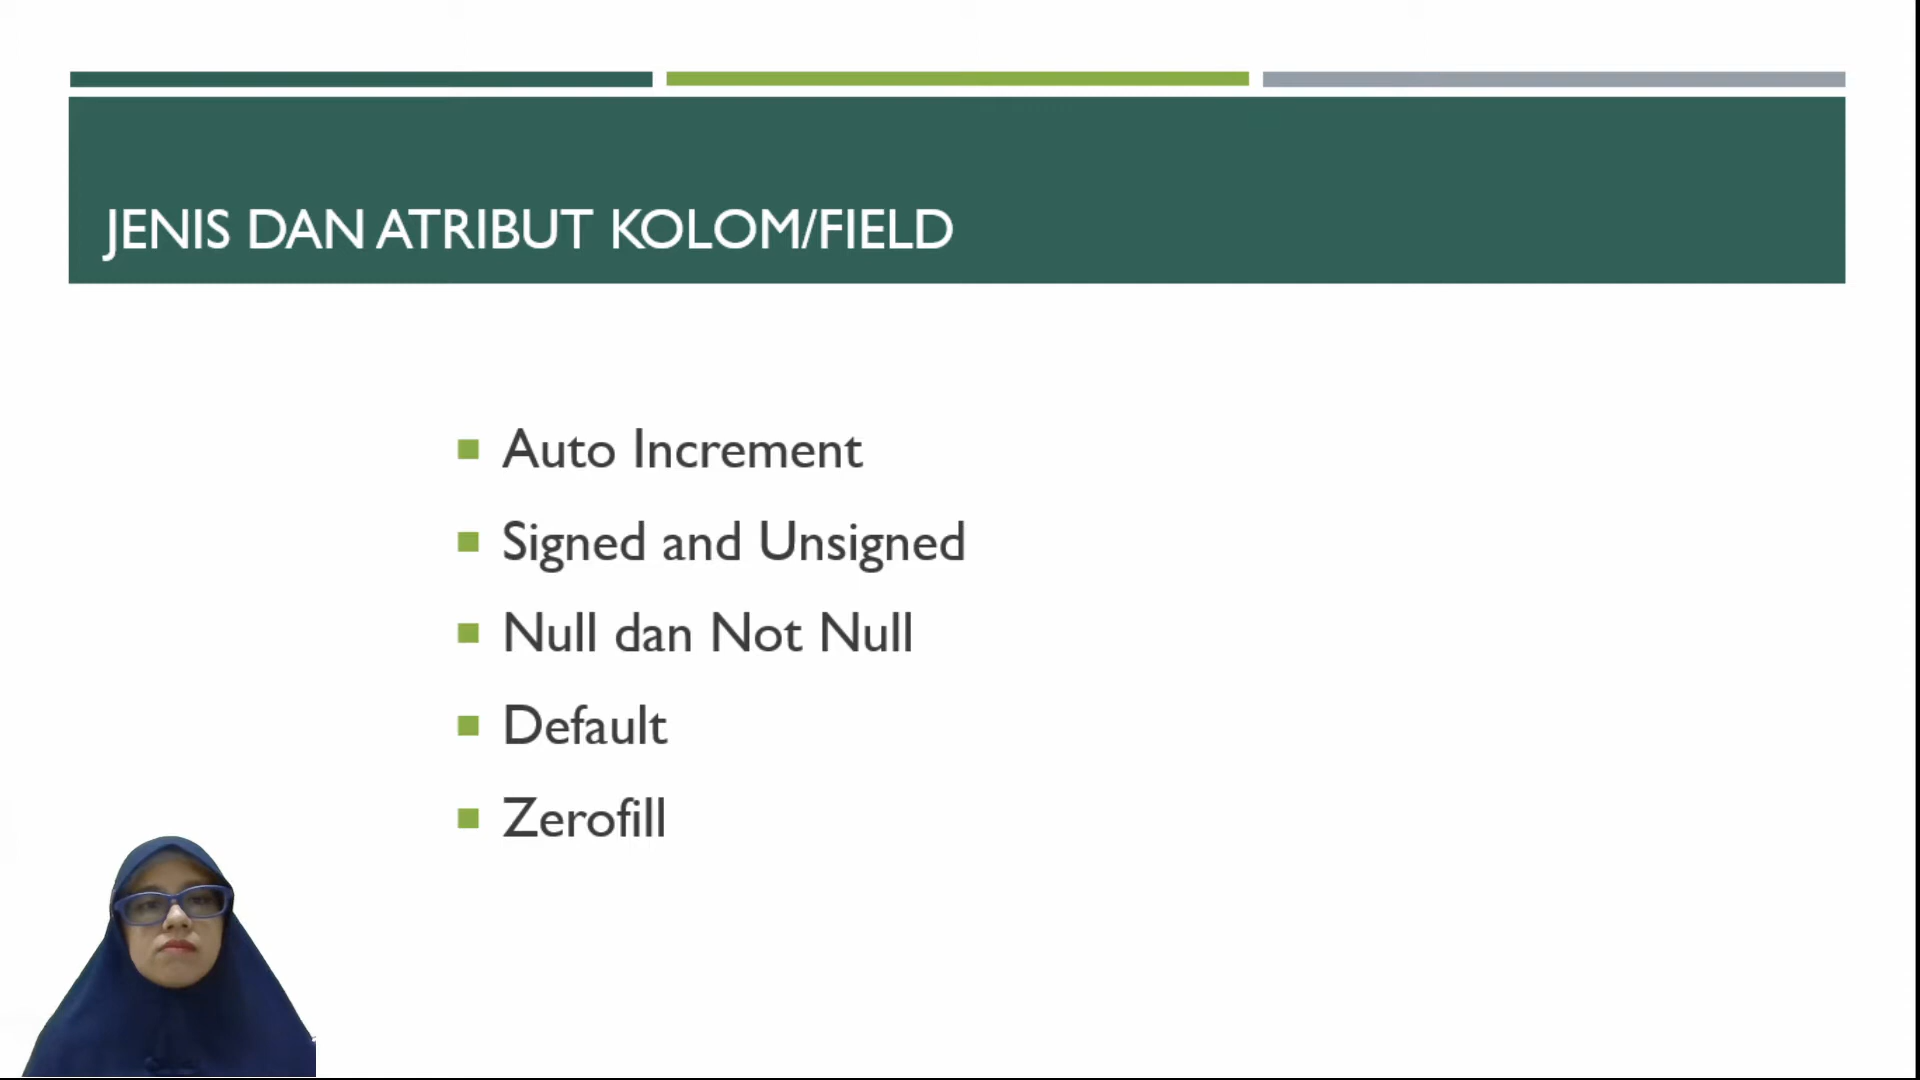 JENIS DAN ATRIBUT KOLOM/FIELD
Auto Increment
Signed and Unsigned
Null dan Not Null
Default
Zerofill